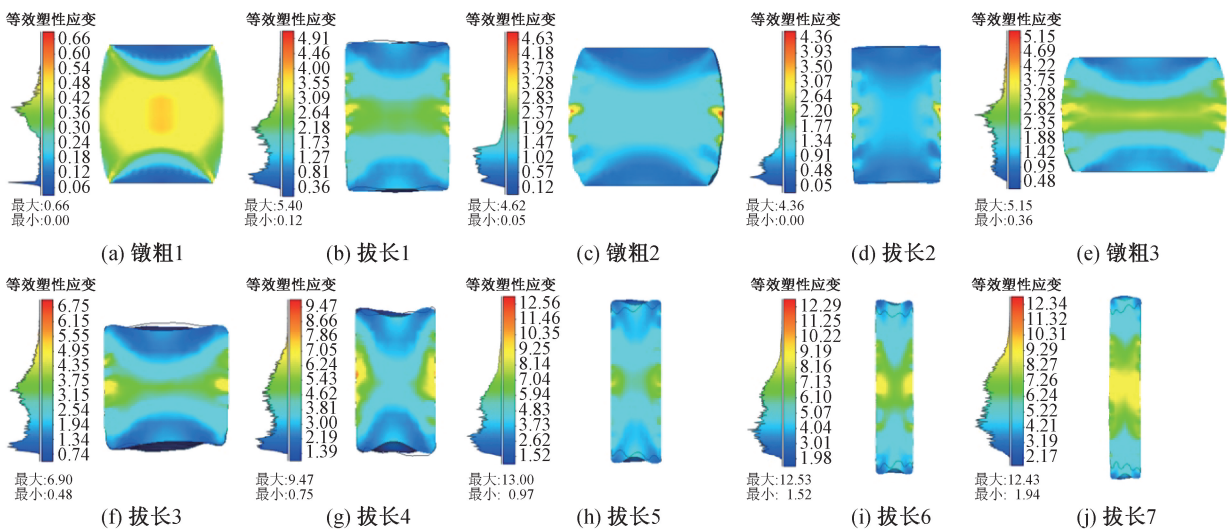 等效塑性应变
0.66
0.60
0.54
0.48
0.42
0.36
0.30
0.24
0.18
0.12
0.06
最大:0.66
最小:0.00
(a) 镦粗1
等效塑性应变
4.91
4.46
4.00
3.55
3.09
2.64
2.18
1.73
1.27
0.81
0.36
最大:5.40
最小:0.12
(b) 拔长1
等效塑性应变
4.63
4.18
3.73
3.28
2.83
2.37
1.92
1.47
1.02
0.57
0.12
最大:4.62
最小:0.05
(c) 镦粗2
等效塑性应变
4.36
3.93
3.50
3.07
2.64
2.20
1.77
1.34
0.91
0.48
0.05
最大:4.36
最小:0.00
(d) 拔长2
等效塑性应变
5.15
4.69
4.22
3.75
3.28
2.82
2.35
1.88
1.42
0.95
0.48
最大:5.15
最小:0.36
(e) 镦粗3
等效塑性应变
6.75
6.15
5.55
4.95
4.35
3.75
3.15
2.54
1.94
1.34
0.74
最大:6.90
最小:0.48
(f) 拔长3
等效塑性应变
9.47
8.66
7.86
7.05
6.24
5.43
4.62
3.81
3.00
2.19
1.39
最大:9.47
最小:0.75
(g) 拔长4
等效塑性应变
12.56
11.46
10.35
9.25
8.14
7.04
5.94
4.83
3.73
2.62
1.52
最大:13.00
最小: 0.97
(h) 拔长5
等效塑性应变
12.29
11.25
10.22
9.19
8.16
7.13
6.10
5.07
4.04
3.01
1.98
最大:12.53
最小: 1.52
(i) 拔长6
等效塑性应变
12.34
11.32
10.31
9.29
8.27
7.26
6.24
5.22
4.21
3.19
2.17
最大:12.43
最小: 1.94
(j) 拔长7